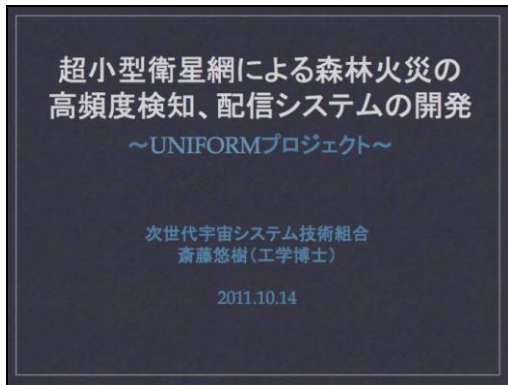 超小型衛星網による森林火災の
高頻度検知、配信システムの開発
～UNIFORMプロジェクト～
次世代宇宙システム技術組合
斎藤悠樹（工学博士）
2011.10.14